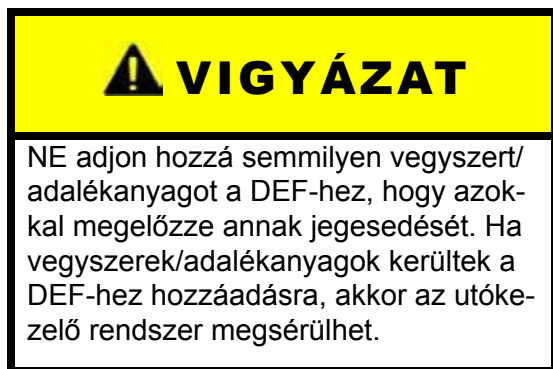 VIGYÁZAT
NE adjon hozzá semmilyen vegyszert/
adalékanyagot a DEF-hez, hogy azok-
kal megelőzze annak jegesedését. Ha
vegyszerek/adalékanyagok kerültek a
DEF-hez hozzáadásra, akkor az utóke-
zelő rendszer megsérülhet.